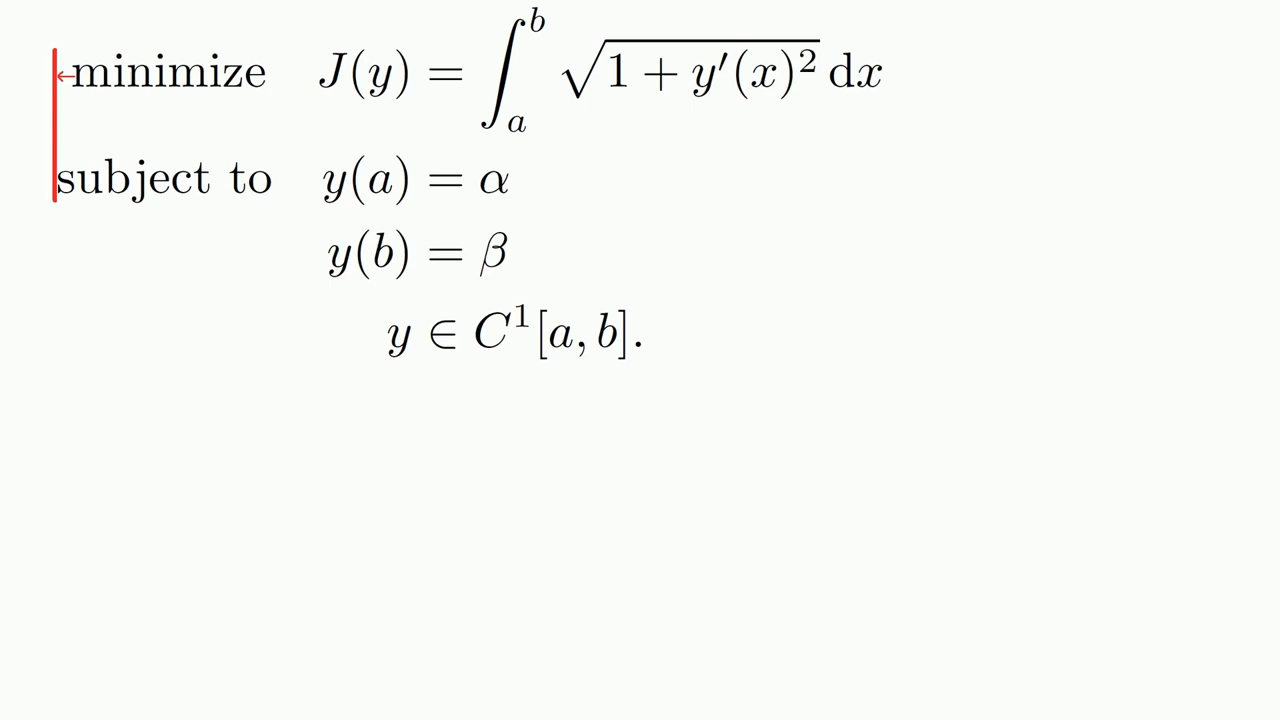 minimize J(y) = ∫_a^b √(1 + y′(x)²) dx
subject to y(a) = α
y(b) = β
y ∈ C¹[a, b].